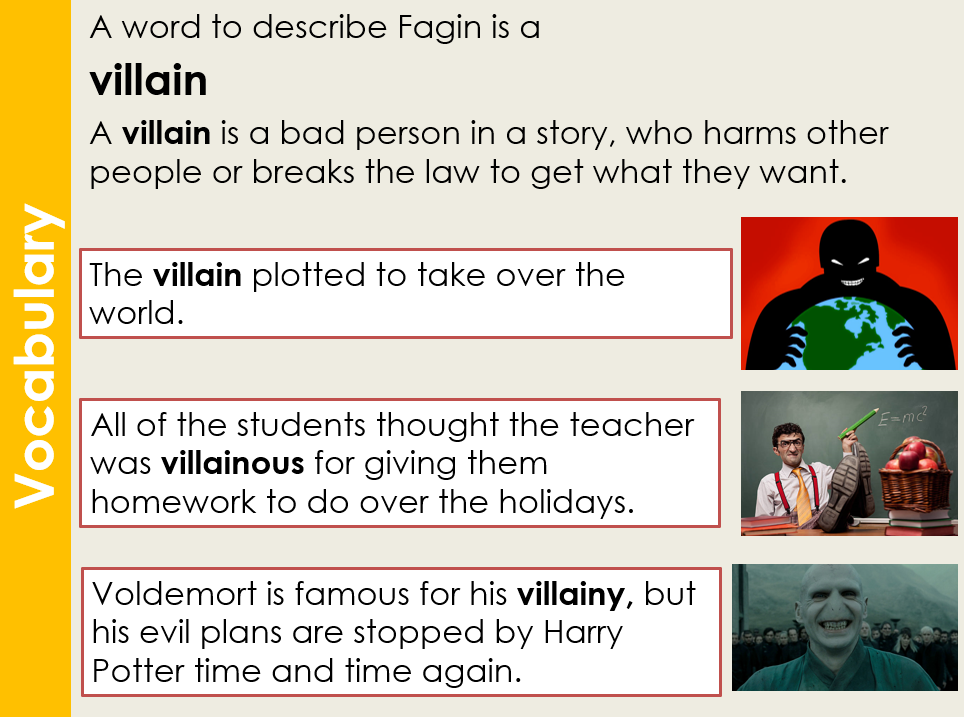 Vocabulary
A word to describe Fagin is a
villain
A villain is a bad person in a story, who harms other
people or breaks the law to get what they want.
The villain plotted to take over the
world.
All of the students thought the teacher
was villainous for giving them
homework to do over the holidays.
E=mc²
Voldemort is famous for his villainy, but
his evil plans are stopped by Harry
Potter time and time again.